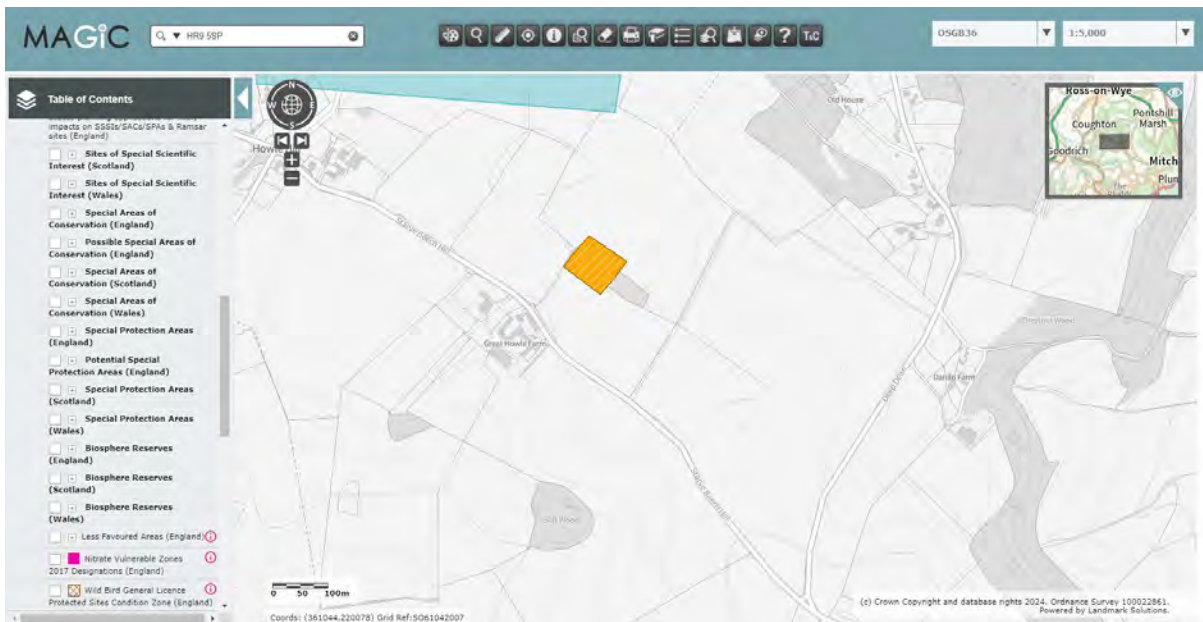 MAGiC
HR9 5SP
T&C
OSGB36
1:5,000
Table of Contents
impacts on SSSIs/SACs/SPAs & Ramsar
sites (England)
Sites of Special Scientific
Interest (Scotland)
Sites of Special Scientific
Interest (Wales)
Special Areas of
Conservation (England)
Possible Special Areas of
Conservation (England)
Special Areas of
Conservation (Scotland)
Special Areas of
Conservation (Wales)
Special Protection Areas
(England)
Potential Special
Protection Areas (England)
Special Protection Areas
(Scotland)
Special Protection Areas
(Wales)
Biosphere Reserves
(England)
Biosphere Reserves
(Scotland)
Biosphere Reserves
(Wales)
Less Favoured Areas (England)
Nitrate Vulnerable Zones
2017 Designations (England)
Wild Bird General Licence
Protected Sites Condition Zone (England)
N
W
E
S
Howle
Old House
Great Howle Farm
Deep Dean
Ross-on-Wye
Coughton
Pontshill
Marsh
Goodrich
Mitch
Plun
0 50 100m
Coords: (361044,220078) Grid Ref:SO61042007
(c) Crown Copyright and database rights 2024. Ordnance Survey 100022861.
Powered by Landmark Solutions.